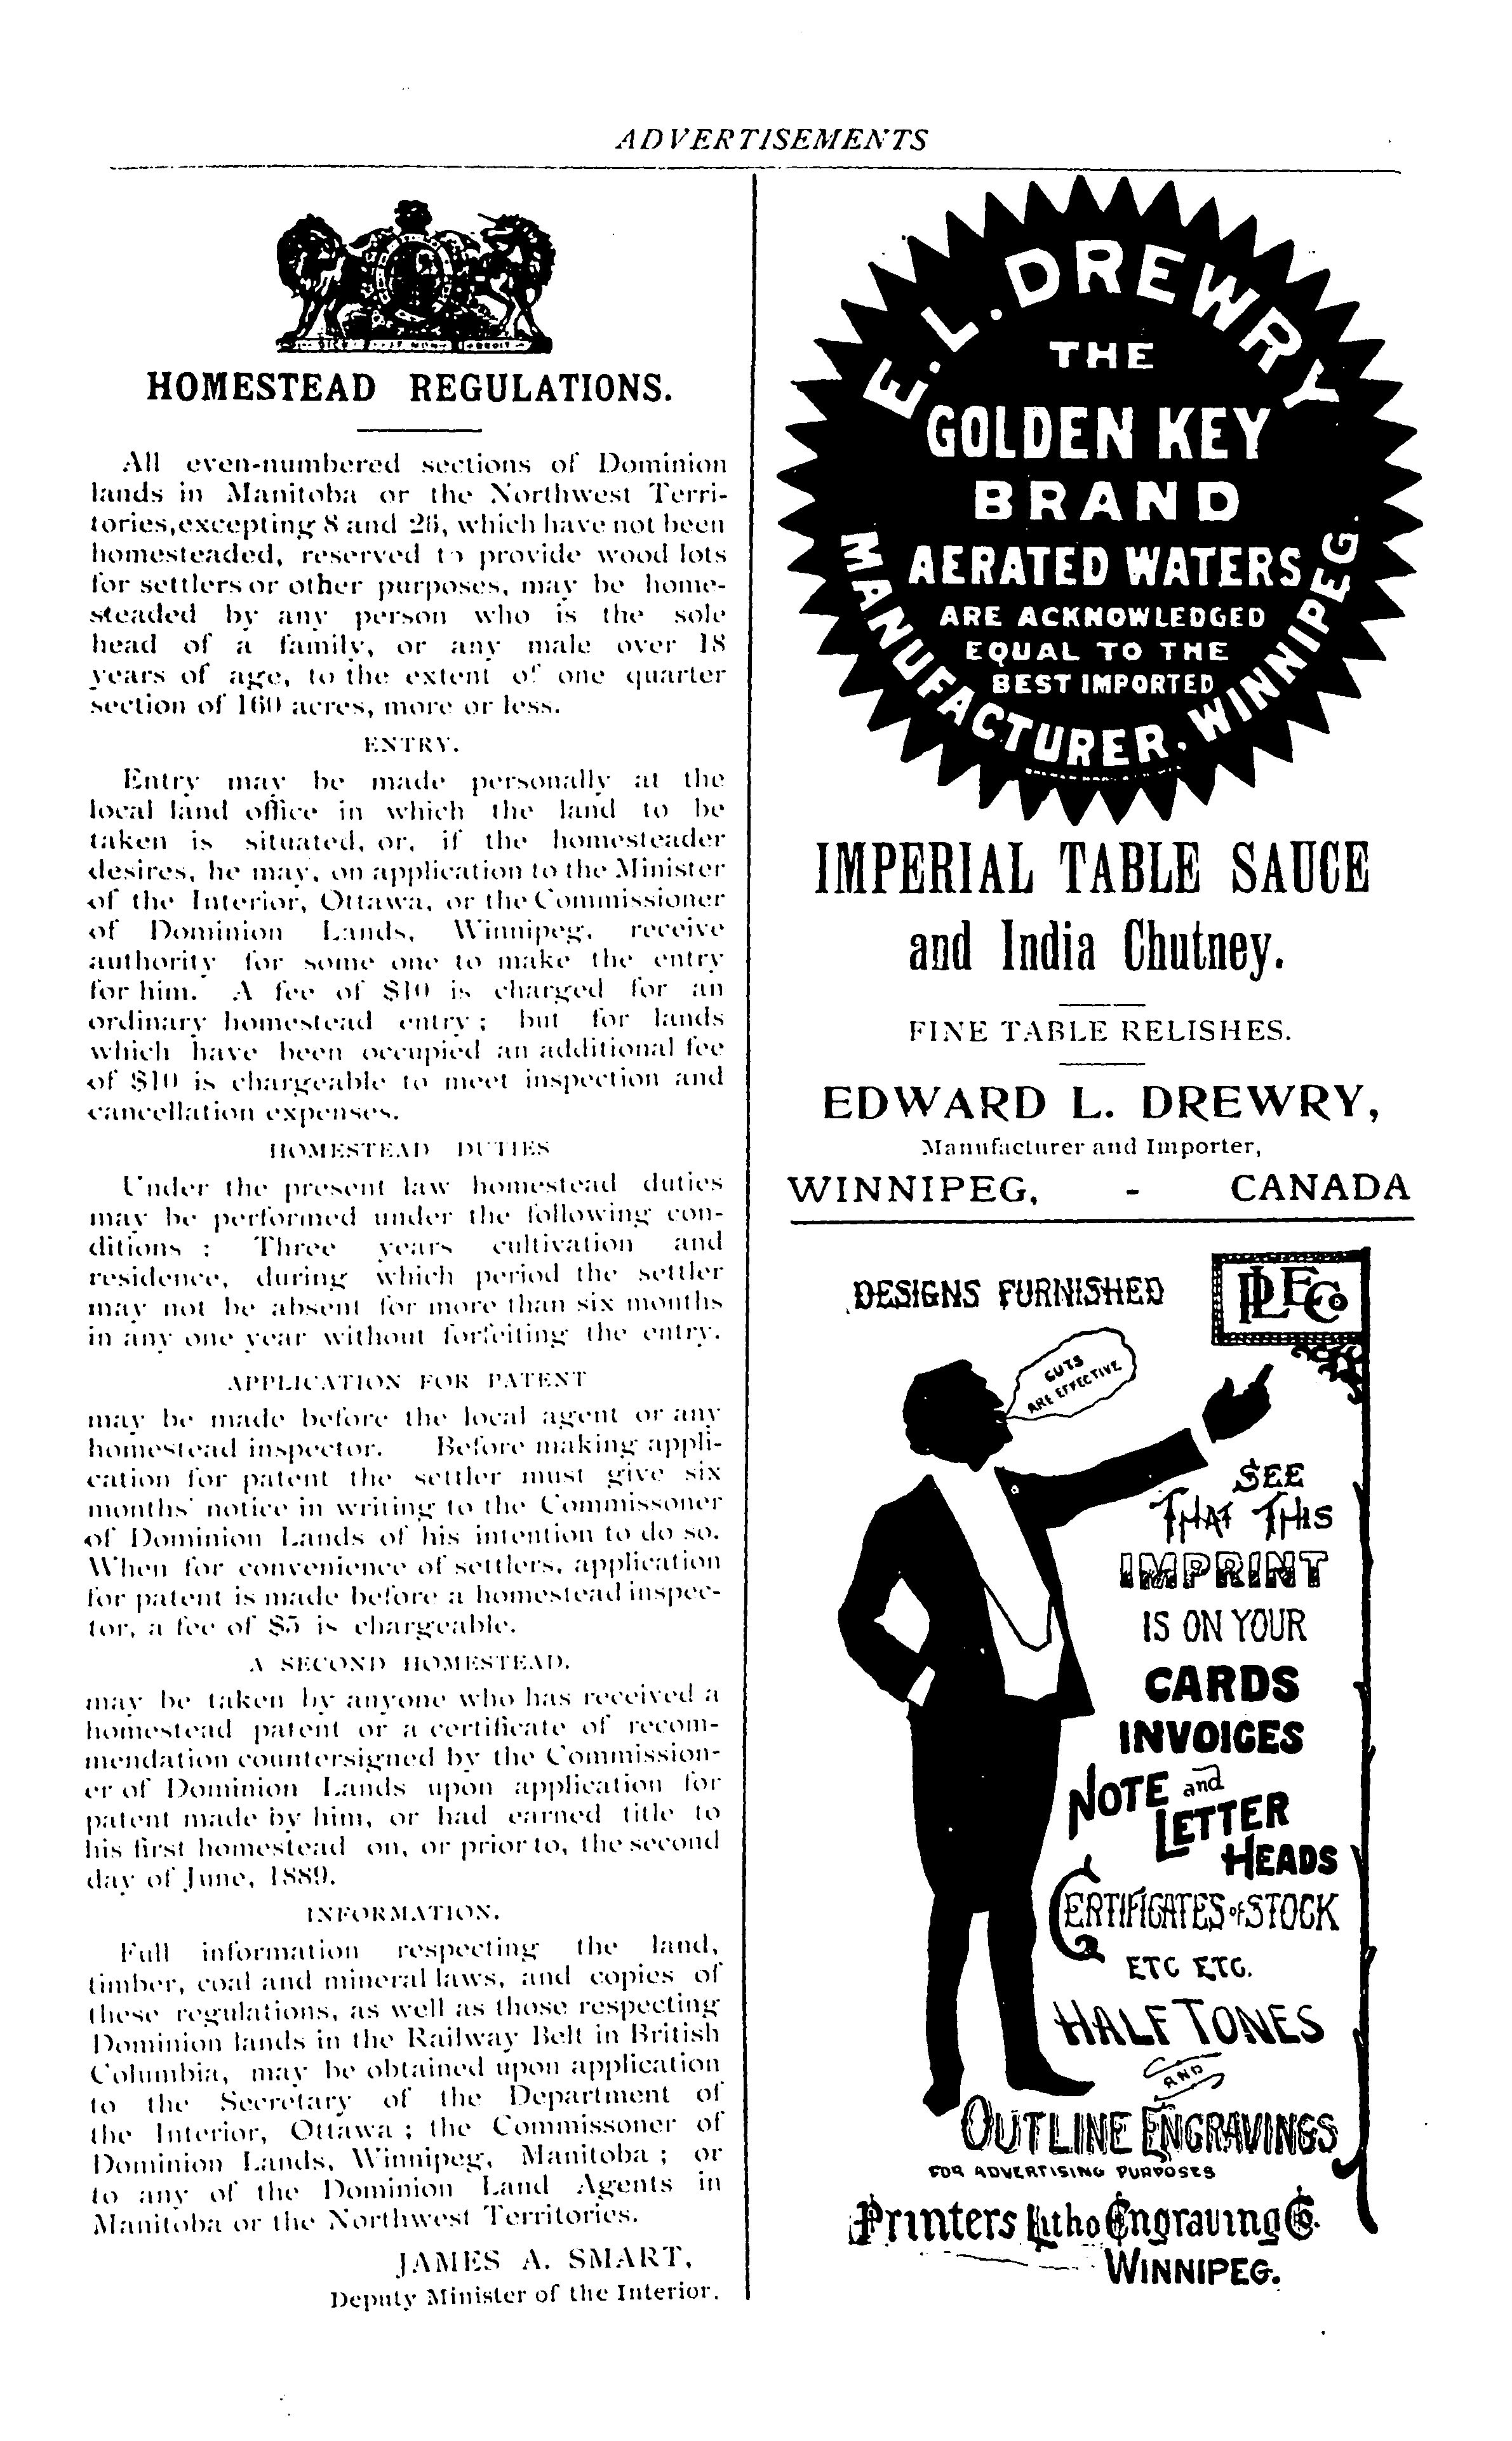 ADVERTISEMENTS
HOMESTEAD REGULATIONS.
All even-numbered sections of Dominion
lands in Manitoba or the Northwest Terri-
tories,excepting 8 and 26, which have not been
homesteaded, reserved to provide wood lots
for settlers or other purposes, may be home-
steaded by any person who is the sole
head of a family, or any male over 18
years of age, to the extent of one quarter
section of 160 acres, more or less.
ENTRY.
Entry may be made personally at the
local land office in which the land to be
taken is situated, or, if the homesteader
desires, he may, on application to the Minister
of the Interior, Ottawa, or the Commissioner
of Dominion Lands, Winnipeg, receive
authority for some one to make the entry
for him. A fee of $10 is charged for an
ordinary homestead entry; but for lands
which have been occupied an additional fee
of $10 is chargeable to meet inspection and
cancellation expenses.
HOMESTEAD DUTIES
Under the present law homestead duties
may be performed under the following con-
ditions : Three years cultivation and
residence, during which period the settler
may not be absent for more than six months
in any one year without forfeiting the entry.
APPLICATION FOR PATENT
may be made before the local agent or any
homestead inspector. Before making appli-
cation for patent the settler must give six
months' notice in writing to the Commissoner
of Dominion Lands of his intention to do so.
When for convenience of settlers, application
for patent is made before a homestead inspec-
tor, a fee of $5 is chargeable.
A SECOND HOMESTEAD.
may be taken by anyone who has received a
homestead patent or a certificate of recom-
mendation countersigned by the Commission-
er of Dominion Lands upon application for
patent made by him, or had earned title to
his first homestead on, or prior to, the second
day of June, 1889.
INFORMATION.
Full information respecting the land,
timber, coal and mineral laws, and copies of
these regulations, as well as those respecting
Dominion lands in the Railway Belt in British
Columbia, may be obtained upon application
to the Secretary of the Department of
the Interior, Ottawa ; the Commissoner of
Dominion Lands, Winnipeg, Manitoba ; or
to any of the Dominion Land Agents in
Manitoba or the Northwest Territories.
JAMES A. SMART,
Deputy Minister of the Interior.
E. L. DREWRY
THE
GOLDEN KEY
BRAND
AERATED WATERS
ARE ACKNOWLEDGED
EQUAL TO THE
BEST IMPORTED
MANUFACTURER. WINNIPEG.
IMPERIAL TABLE SAUCE
and India Chutney.
FINE TABLE RELISHES.
EDWARD L. DREWRY,
Manufacturer and Importer,
WINNIPEG, - CANADA
DESIGNS FURNISHED
PLECo
CUTS
ARE EFFECTIVE
SEE
THAT THIS
IMPRINT
IS ON YOUR
CARDS
INVOICES
NOTE and
LETTER
HEADS
CERTIFICATES of STOCK
ETC ETC.
HALF TONES
AND
OUTLINE ENGRAVINGS
FOR ADVERTISING PURPOSES
Printers Litho Engraving Co.
WINNIPEG.